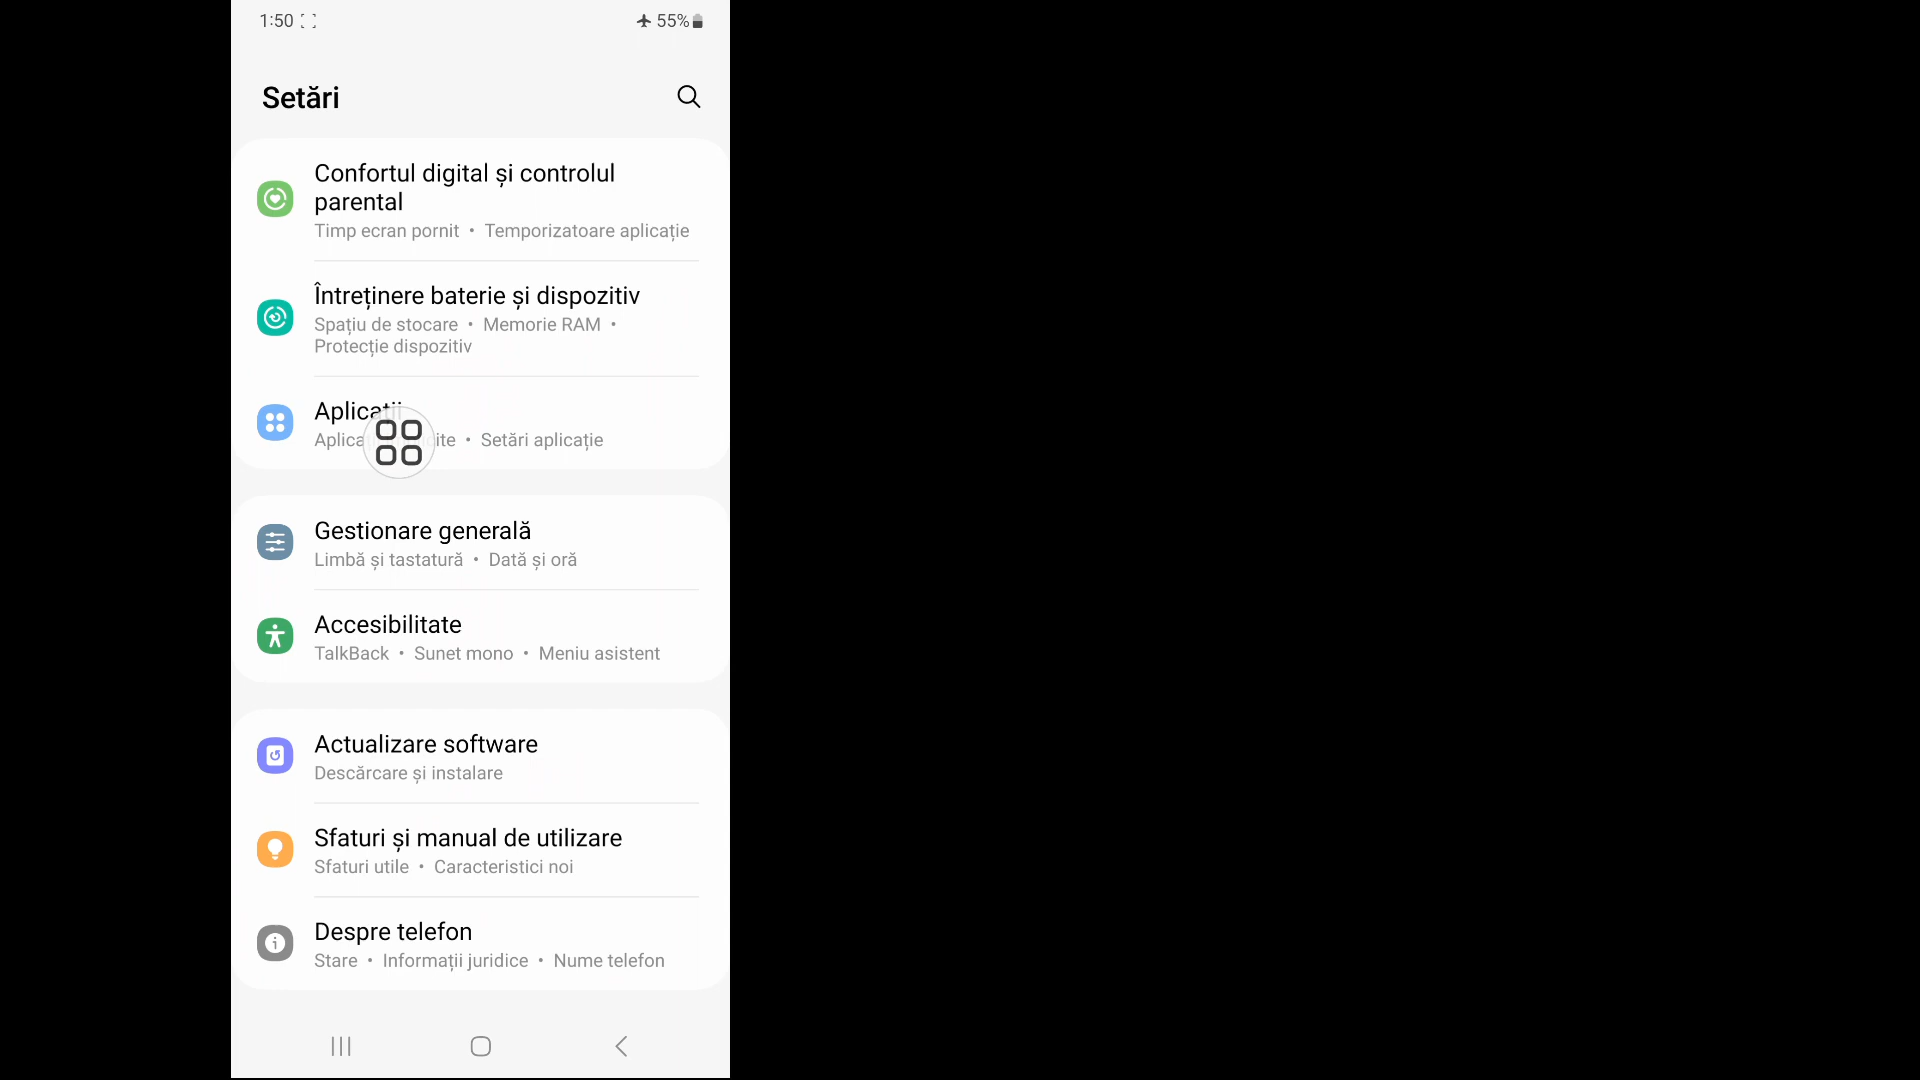 1:50
55%
Setări
Confortul digital și controlul
parental
Timp ecran pornit • Temporizatoare aplicație
Întreținere baterie și dispozitiv
Spațiu de stocare • Memorie RAM •
Protecție dispozitiv
Aplicații
Setări aplicație
Gestionare generală
Limbă și tastatură • Dată și oră
Accesibilitate
TalkBack • Sunet mono • Meniu asistent
Actualizare software
Descărcare și instalare
Sfaturi și manual de utilizare
Sfaturi utile • Caracteristici noi
Despre telefon
Stare • Informații juridice • Nume telefon